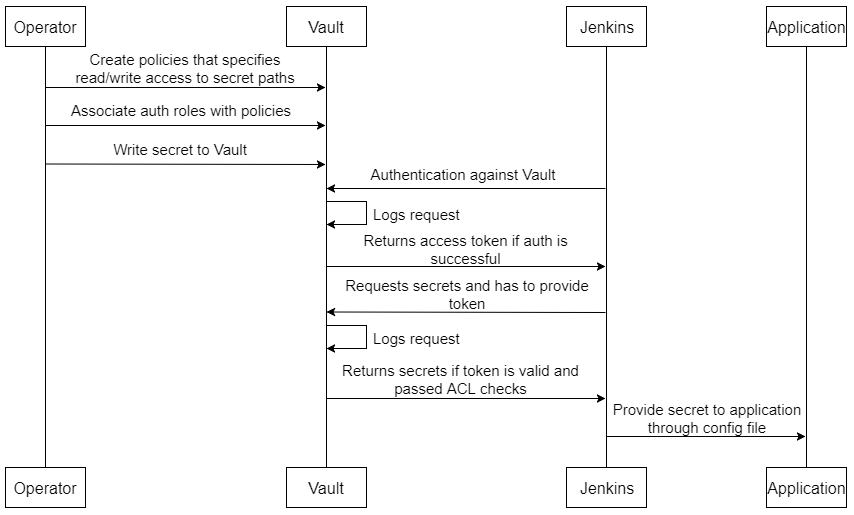 Operator
Vault
Jenkins
Application
Create policies that specifies
read/write access to secret paths
Associate auth roles with policies
Write secret to Vault
Authentication against Vault
Logs request
Returns access token if auth is
successful
Requests secrets and has to provide
token
Logs request
Returns secrets if token is valid and
passed ACL checks
Provide secret to application
through config file
Operator
Vault
Jenkins
Application